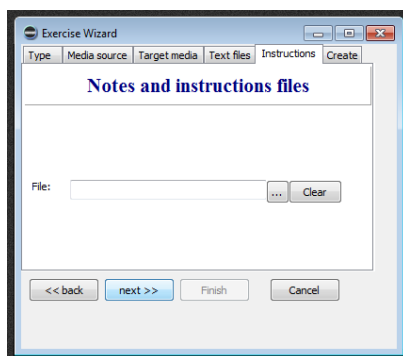 Exercise Wizard
Type Media source Target media Text files Instructions Create
Notes and instructions files
File: ... Clear
<< back next >> Finish Cancel